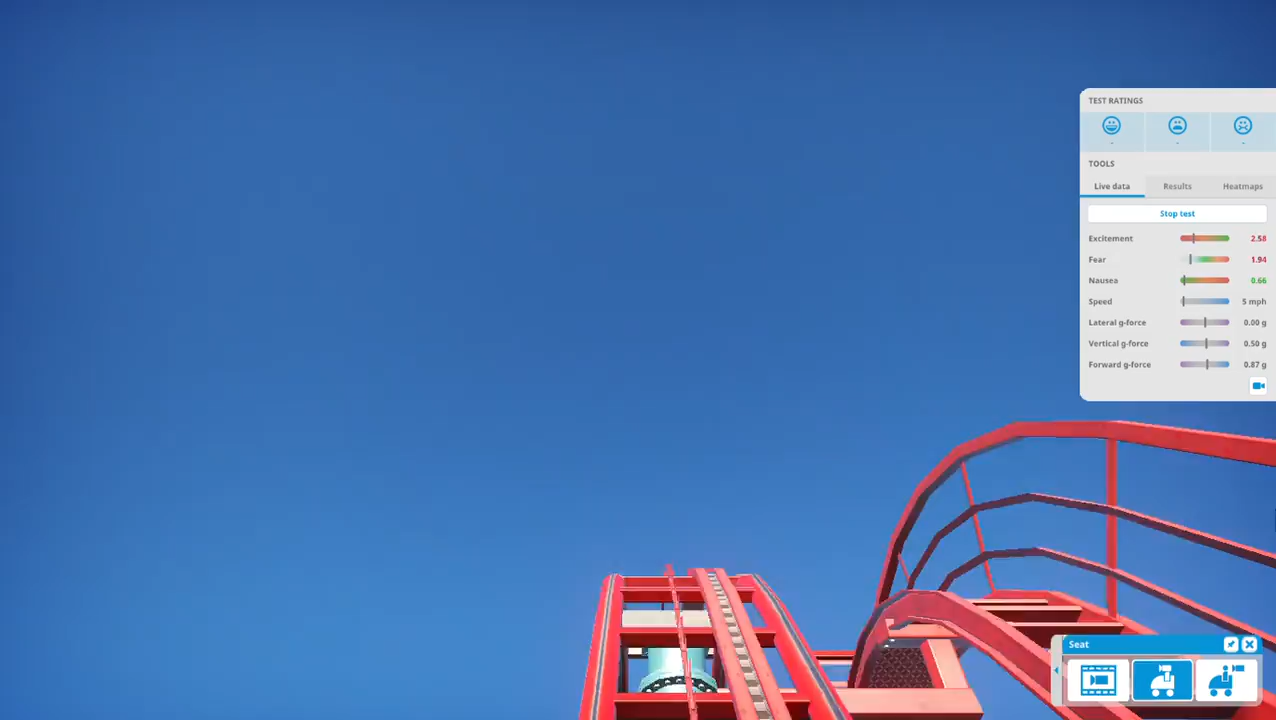 TEST RATINGS
- - -
TOOLS
Live data Results Heatmaps
Stop test
Excitement 2.58
Fear 1.94
Nausea 0.66
Speed 5 mph
Lateral g-force 0.00 g
Vertical g-force 0.50 g
Forward g-force 0.87 g
Seat